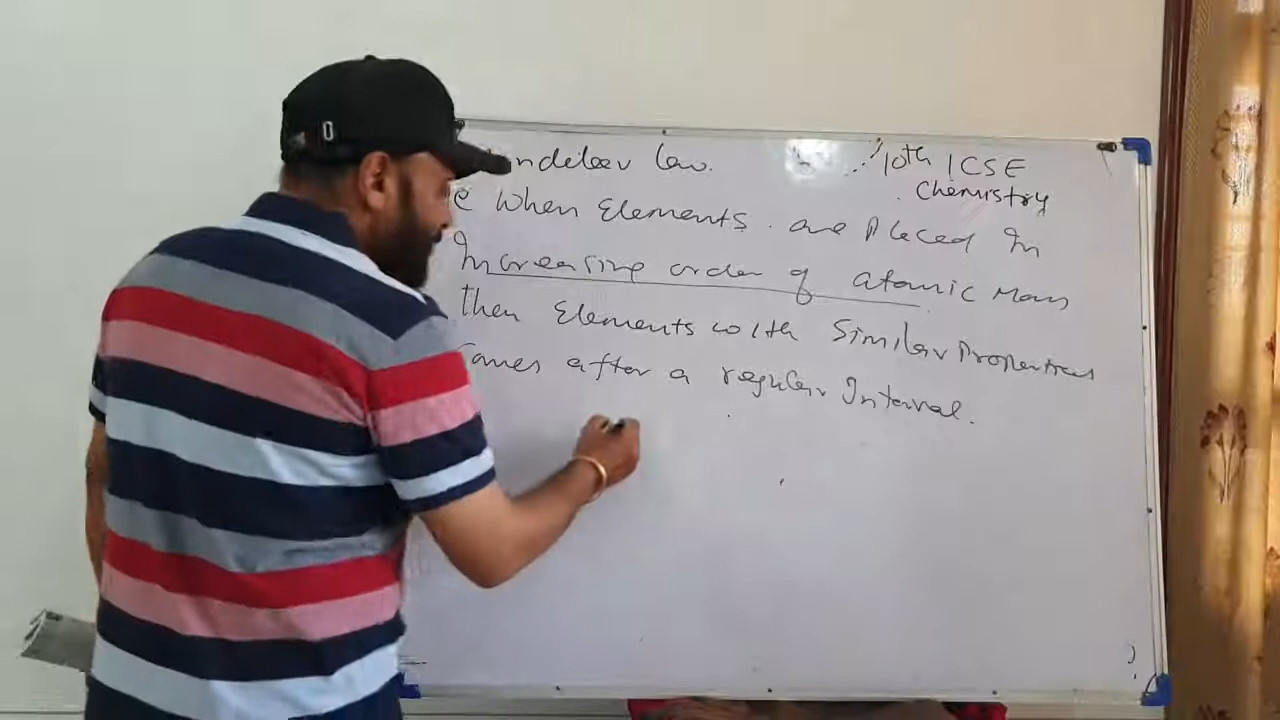 ndeleev law.
10th ICSE
Chemistry
e When Elements are Placed In
Increasing order of atomic Mass
then Elements with Similar Properties
Comes after a regular Interval.